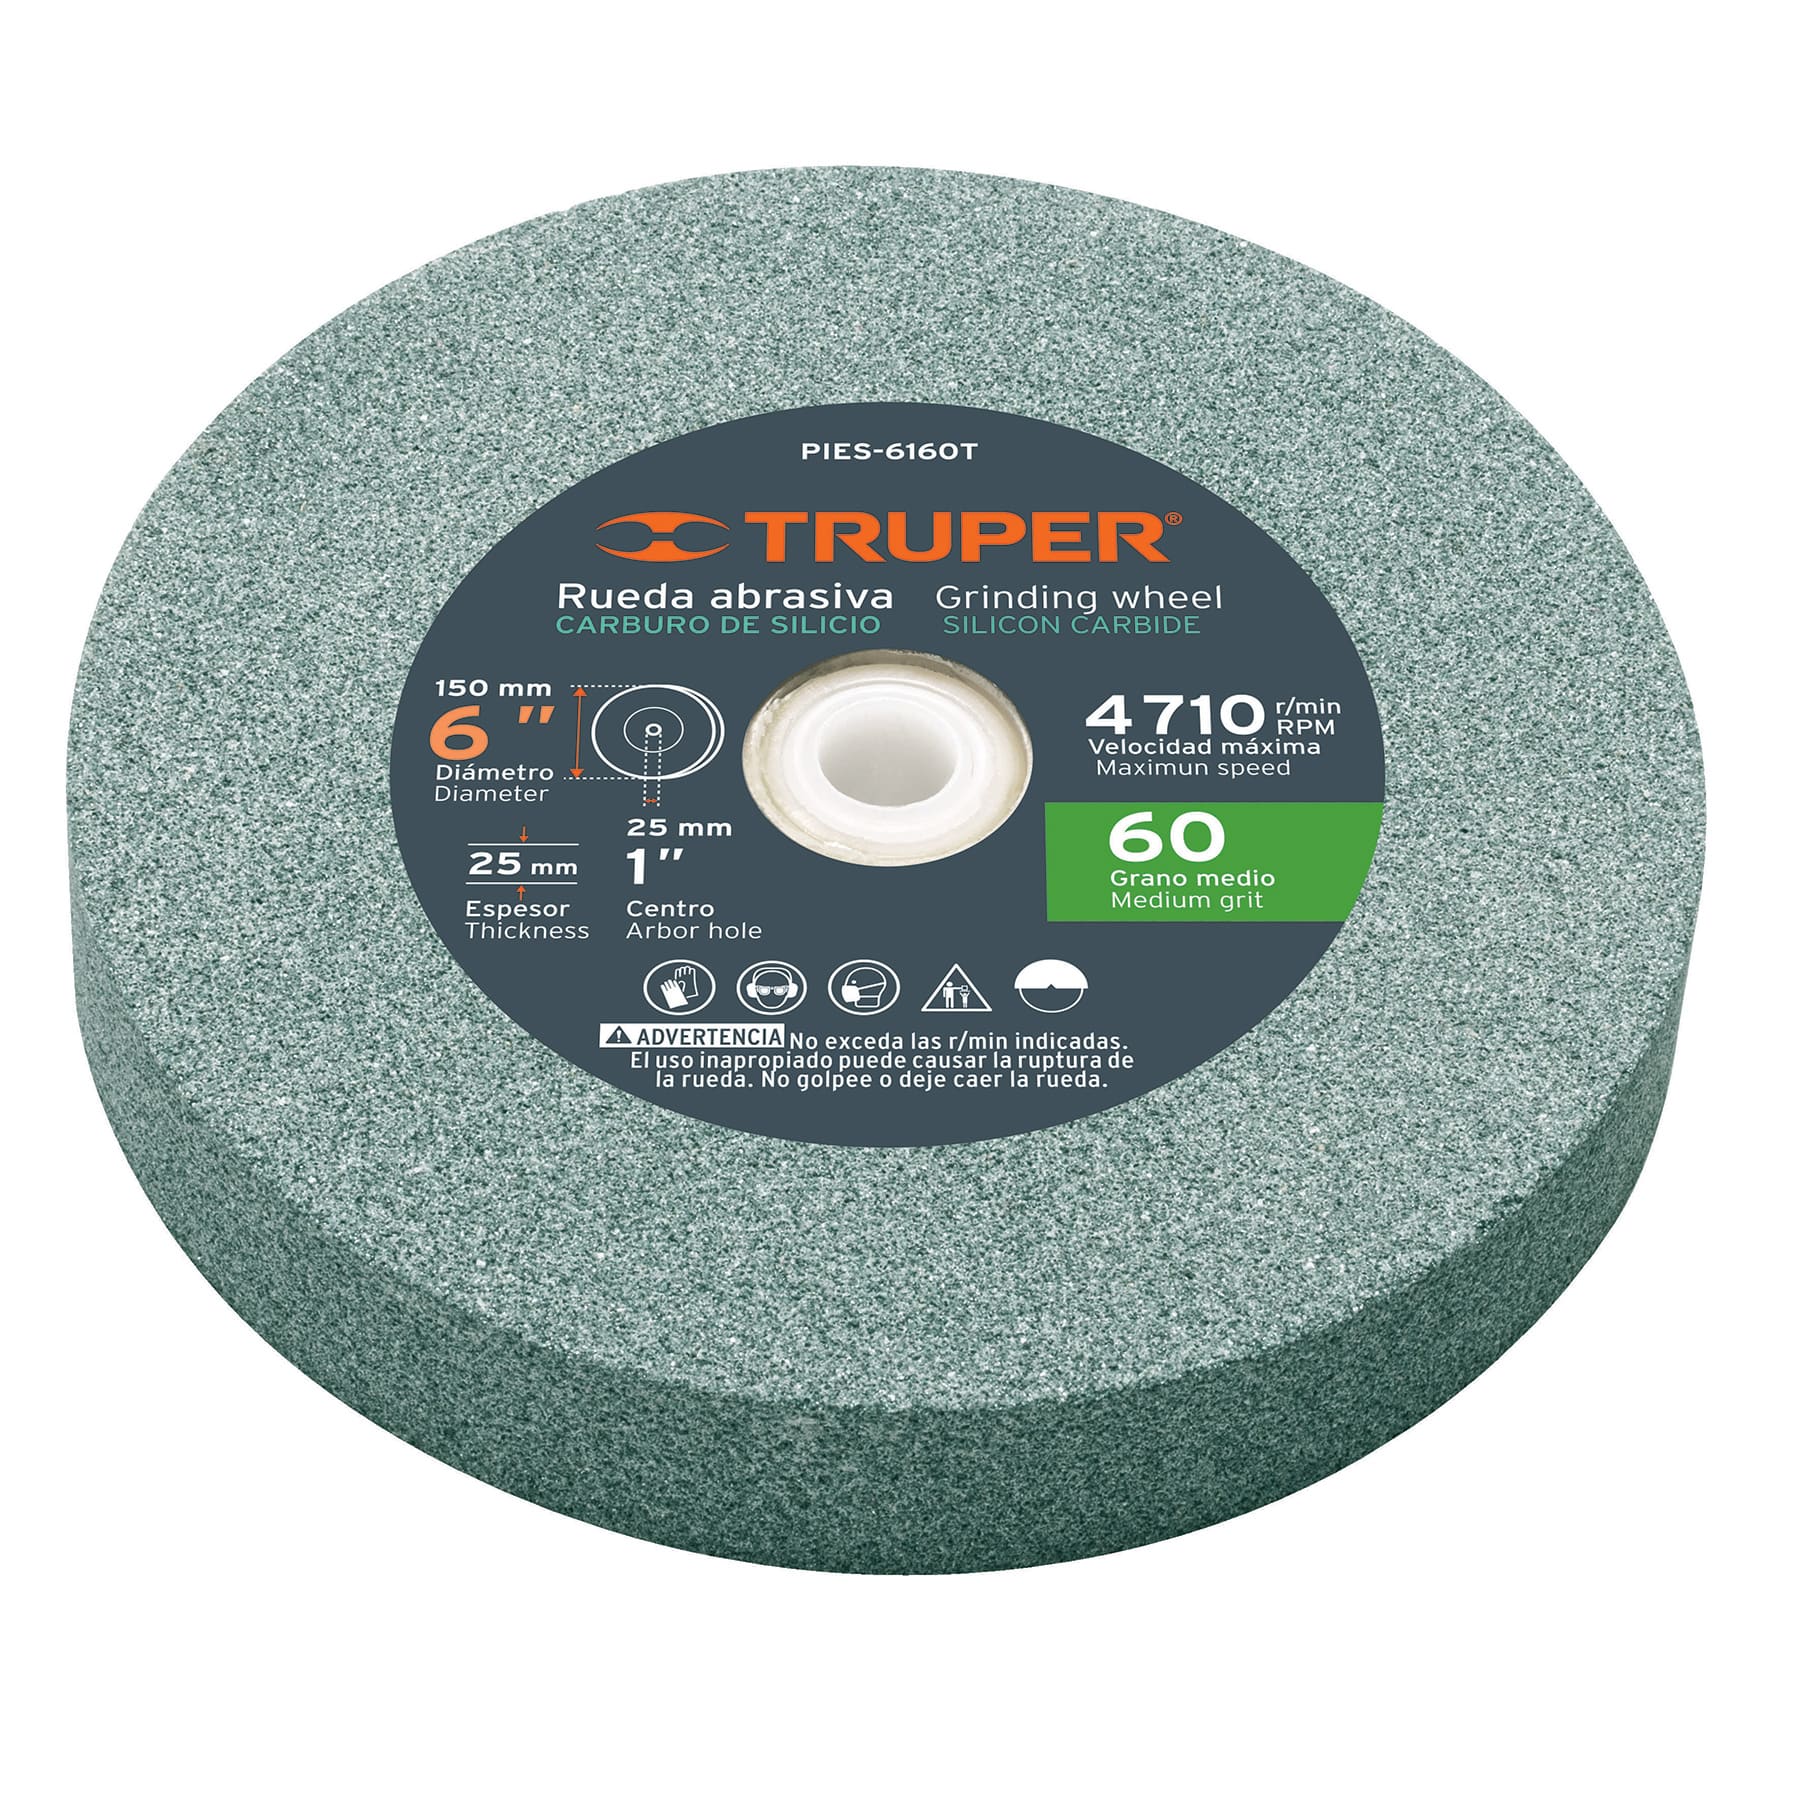 PIES-6160T
TRUPER®
Rueda abrasiva
CARBURO DE SILICIO
Grinding wheel
SILICON CARBIDE
150 mm
6"
Diámetro
Diameter
25 mm
Espesor
Thickness
25 mm
1"
Centro
Arbor hole
4 710 r/min
RPM
Velocidad máxima
Maximun speed
60
Grano medio
Medium grit
ADVERTENCIA No exceda las r/min indicadas.
El uso inapropiado puede causar la ruptura de
la rueda. No golpee o deje caer la rueda.